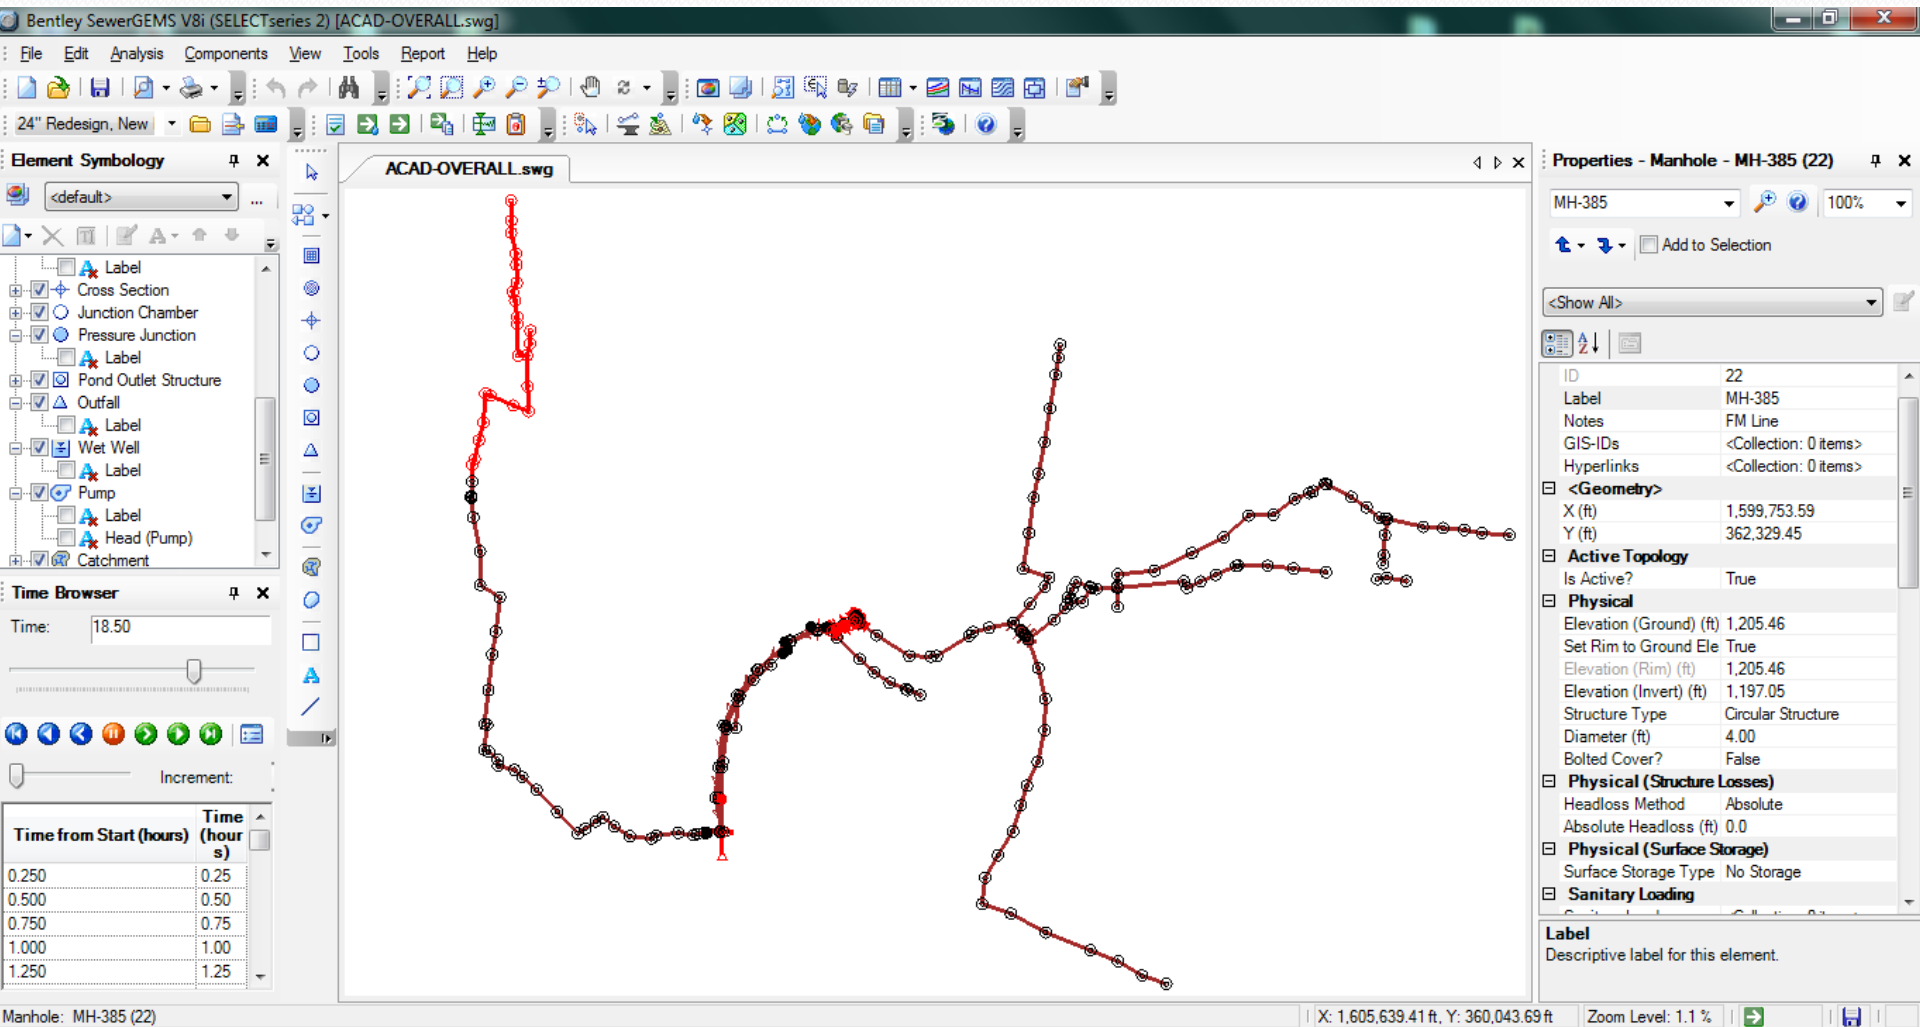 Bentley SewerGEMS V8i (SELECTseries 2) [ACAD-OVERALL.swg]
File Edit Analysis Components View Tools Report Help
24" Redesign, New
Element Symbology
<default>
...
Label
Cross Section
Junction Chamber
Pressure Junction
Label
Pond Outlet Structure
Outfall
Label
Wet Well
Label
Pump
Label
Head (Pump)
Catchment
Time Browser
Time: 18.50
Increment:
Time from Start (hours) Time (hours)
0.250 0.25
0.500 0.50
0.750 0.75
1.000 1.00
1.250 1.25
ACAD-OVERALL.swg
Properties - Manhole - MH-385 (22)
MH-385 100%
Add to Selection
<Show All>
ID 22
Label MH-385
Notes FM Line
GIS-IDs <Collection: 0 items>
Hyperlinks <Collection: 0 items>
<Geometry>
X (ft) 1,599,753.59
Y (ft) 362,329.45
Active Topology
Is Active? True
Physical
Elevation (Ground) (ft) 1,205.46
Set Rim to Ground Ele True
Elevation (Rim) (ft) 1,205.46
Elevation (Invert) (ft) 1,197.05
Structure Type Circular Structure
Diameter (ft) 4.00
Bolted Cover? False
Physical (Structure Losses)
Headloss Method Absolute
Absolute Headloss (ft) 0.0
Physical (Surface Storage)
Surface Storage Type No Storage
Sanitary Loading
Label
Descriptive label for this element.
Manhole: MH-385 (22)
X: 1,605,639.41 ft, Y: 360,043.69 ft Zoom Level: 1.1 %